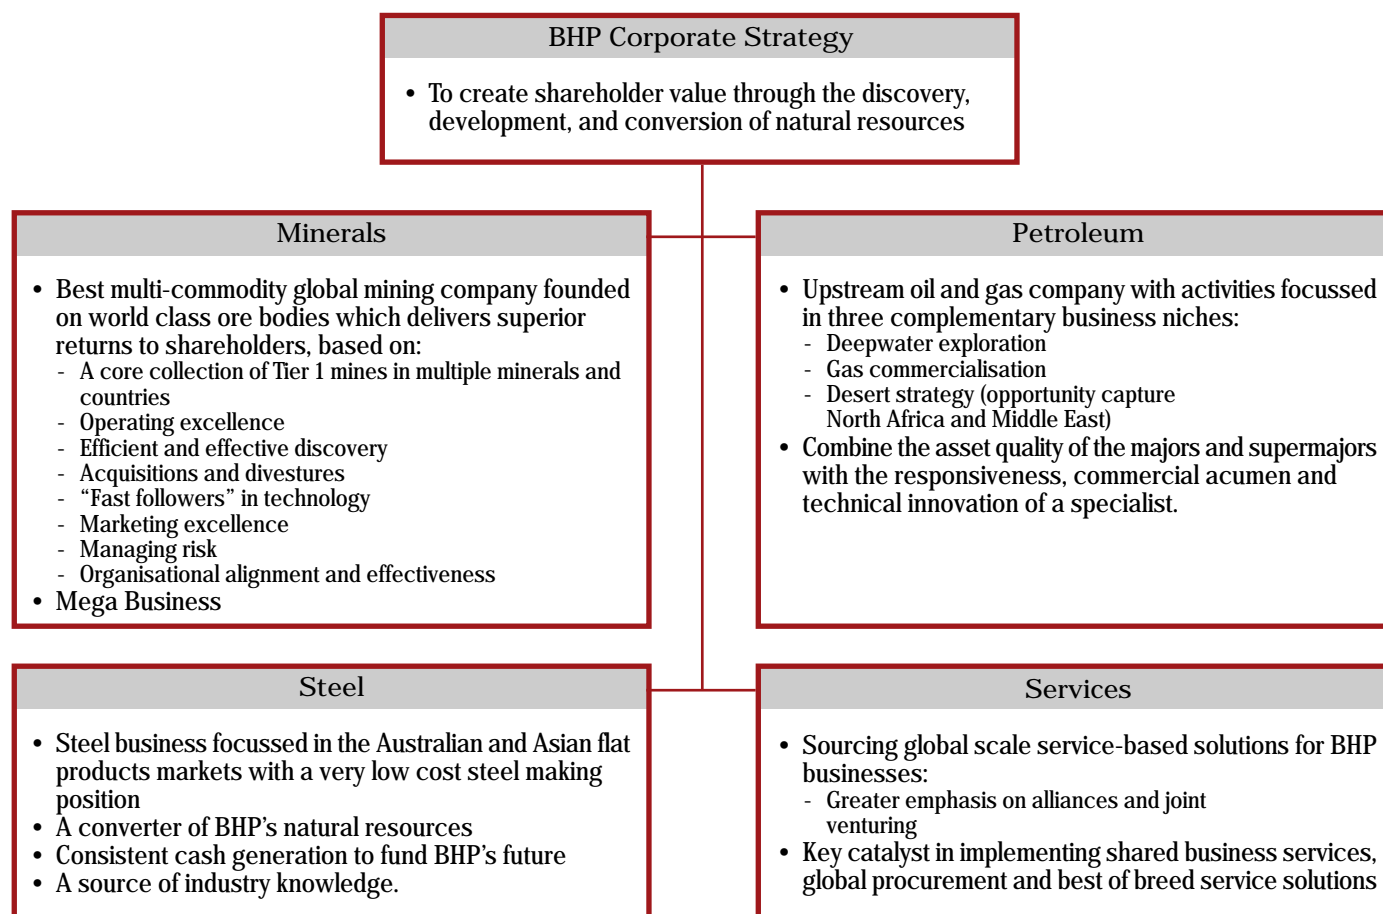 BHP Corporate Strategy
• To create shareholder value through the discovery,
development, and conversion of natural resources
Minerals
• Best multi-commodity global mining company founded
on world class ore bodies which delivers superior
returns to shareholders, based on:
- A core collection of Tier 1 mines in multiple minerals and
countries
- Operating excellence
- Efficient and effective discovery
- Acquisitions and divestures
- “Fast followers” in technology
- Marketing excellence
- Managing risk
- Organisational alignment and effectiveness
• Mega Business
Petroleum
• Upstream oil and gas company with activities focussed
in three complementary business niches:
- Deepwater exploration
- Gas commercialisation
- Desert strategy (opportunity capture
North Africa and Middle East)
• Combine the asset quality of the majors and supermajors
with the responsiveness, commercial acumen and
technical innovation of a specialist.
Steel
• Steel business focussed in the Australian and Asian flat
products markets with a very low cost steel making
position
• A converter of BHP’s natural resources
• Consistent cash generation to fund BHP’s future
• A source of industry knowledge.
Services
• Sourcing global scale service-based solutions for BHP
businesses:
- Greater emphasis on alliances and joint
venturing
• Key catalyst in implementing shared business services,
global procurement and best of breed service solutions